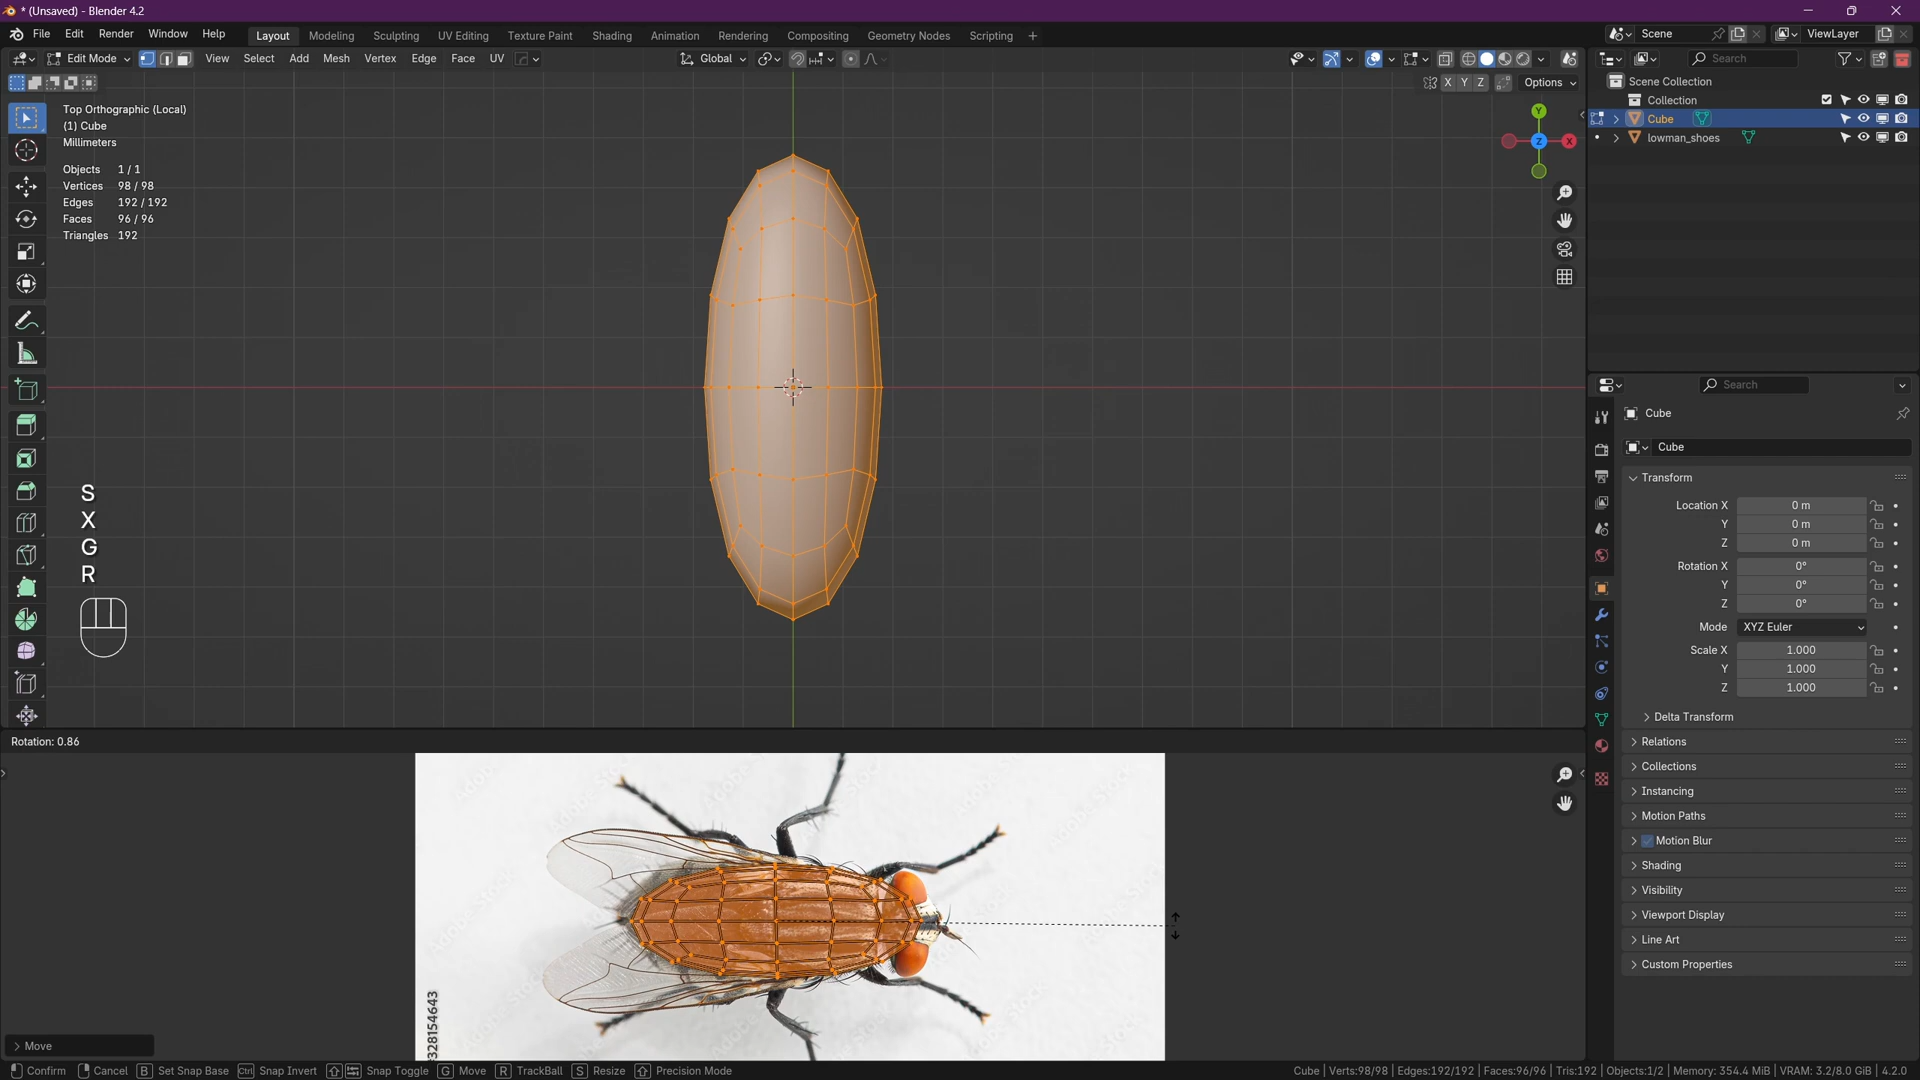 * (Unsaved) - Blender 4.2
File Edit Render Window Help
Layout Modeling Sculpting UV Editing Texture Paint Shading Animation Rendering Compositing Geometry Nodes Scripting +
Scene
ViewLayer
Edit Mode View Select Add Mesh Vertex Edge Face UV
Global
Search
X Y Z Options
Top Orthographic (Local)
(1) Cube
Millimeters
Objects 1/1
Vertices 98/98
Edges 192/192
Faces 96/96
Triangles 192
S
X
G
R
Y
Z
X
Scene Collection
Collection
Cube
lowman_shoes
Search
Cube
Cube
Transform
Location X 0 m
Y 0 m
Z 0 m
Rotation X 0°
Y 0°
Z 0°
Mode XYZ Euler
Scale X 1.000
Y 1.000
Z 1.000
Delta Transform
Relations
Collections
Instancing
Motion Paths
Motion Blur
Shading
Visibility
Viewport Display
Line Art
Custom Properties
Rotation: 0.86
Adobe Stock
#328154643
Move
Confirm Cancel B Set Snap Base Ctrl Snap Invert Snap Toggle G Move R TrackBall S Resize Precision Mode
Cube | Verts:98/98 | Edges:192/192 | Faces:96/96 | Tris:192 | Objects:1/2 | Memory: 354.4 MiB | VRAM: 3.2/8.0 GiB | 4.2.0